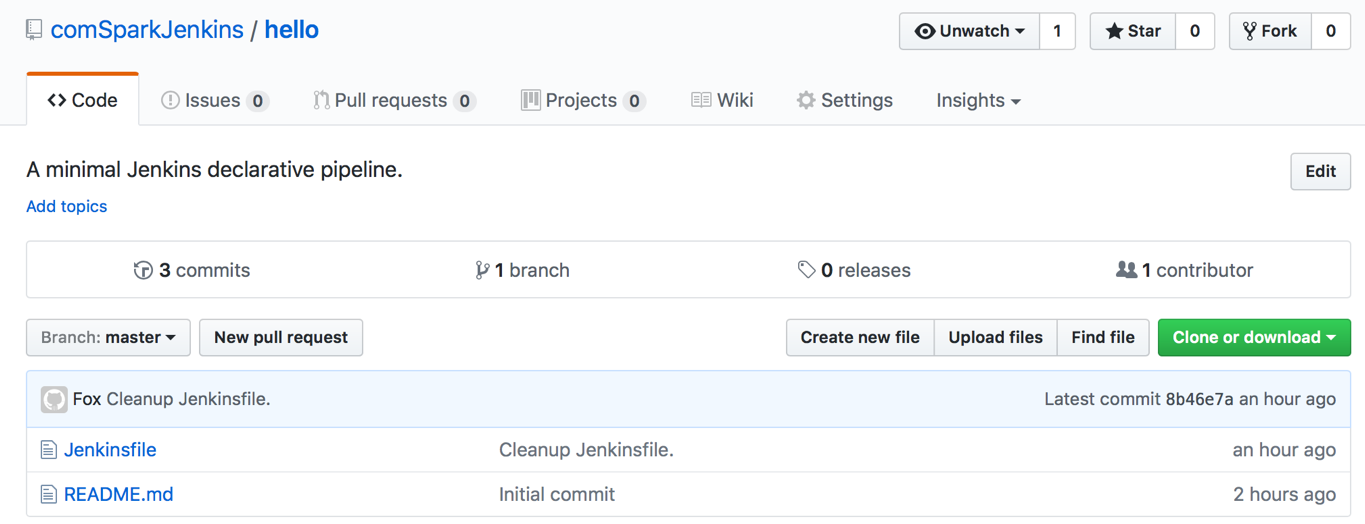 comSparkJenkins / hello Unwatch 1 Star 0 Fork 0
Code Issues 0 Pull requests 0 Projects 0 Wiki Settings Insights
A minimal Jenkins declarative pipeline. Edit
Add topics
3 commits 1 branch 0 releases 1 contributor
Branch: master New pull request Create new file Upload files Find file Clone or download
Fox Cleanup Jenkinsfile. Latest commit 8b46e7a an hour ago
Jenkinsfile Cleanup Jenkinsfile. an hour ago
README.md Initial commit 2 hours ago